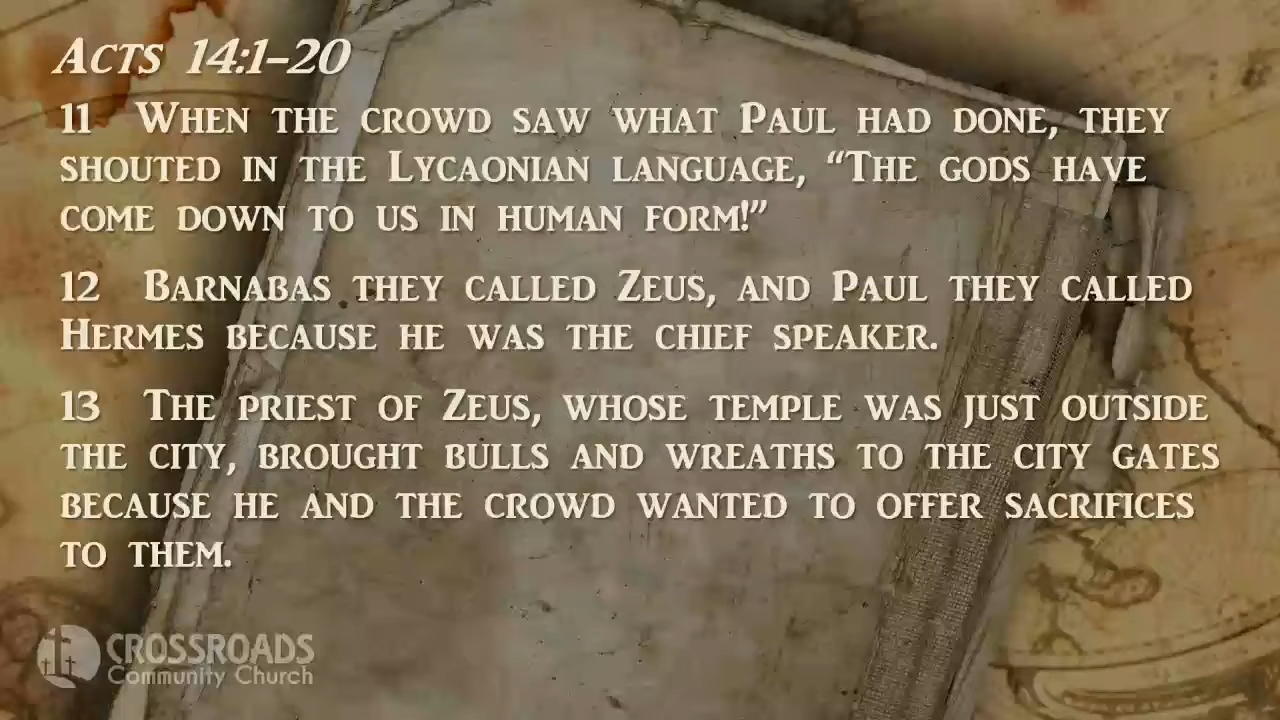 Acts 14:1-20
11 When the crowd saw what Paul had done, they
shouted in the Lycaonian language, “The gods have
come down to us in human form!”
12 Barnabas they called Zeus, and Paul they called
Hermes because he was the chief speaker.
13 The priest of Zeus, whose temple was just outside
the city, brought bulls and wreaths to the city gates
because he and the crowd wanted to offer sacrifices
to them.
CROSSROADS
Community Church